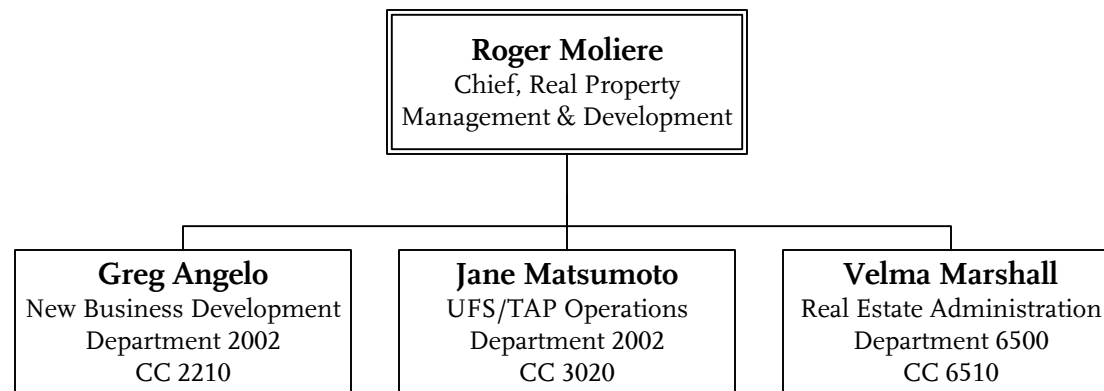 Roger Moliere
Chief, Real Property
Management & Development
Greg Angelo
New Business Development
Department 2002
CC 2210
Jane Matsumoto
UFS/TAP Operations
Department 2002
CC 3020
Velma Marshall
Real Estate Administration
Department 6500
CC 6510